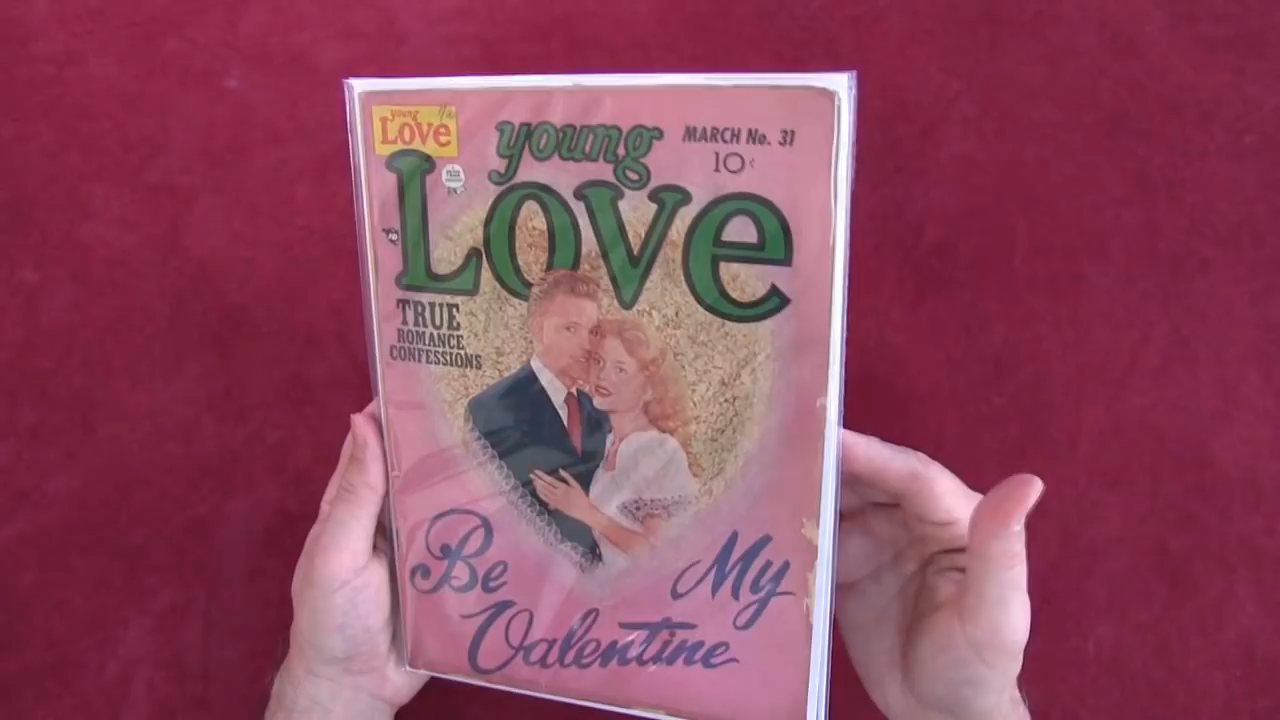 young
Love
young
MARCH No. 31
10¢
Love
TRUE
ROMANCE
CONFESSIONS
Be My
Valentine